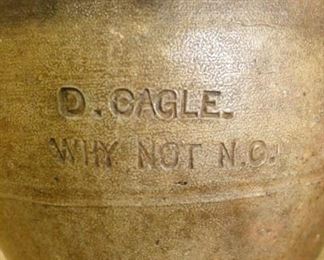 D. CAGLE.
WHY NOT N.C.